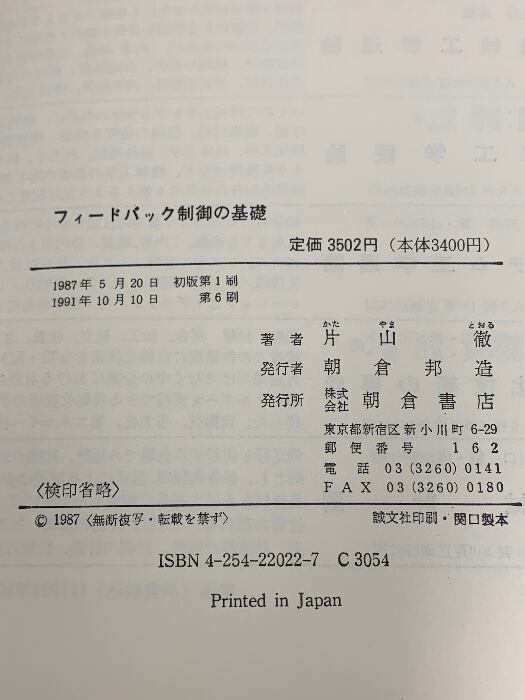 フィードバック制御の基礎
定価 3502円（本体3400円）
1987年 5 月 20日 初版第 1 刷
1991年 10 月 10日 第 6 刷
かた やま とおる
著者 片山徹
発行者 朝倉邦造
発行所 株式会社 朝倉書店
東京都新宿区新小川町 6-29
郵便番号 162
電話 03 (3260) 0141
FAX 03 (3260) 0180
〈検印省略〉
© 1987〈無断複写・転載を禁ず〉 誠文社印刷・関口製本
ISBN 4-254-22022-7 C 3054
Printed in Japan